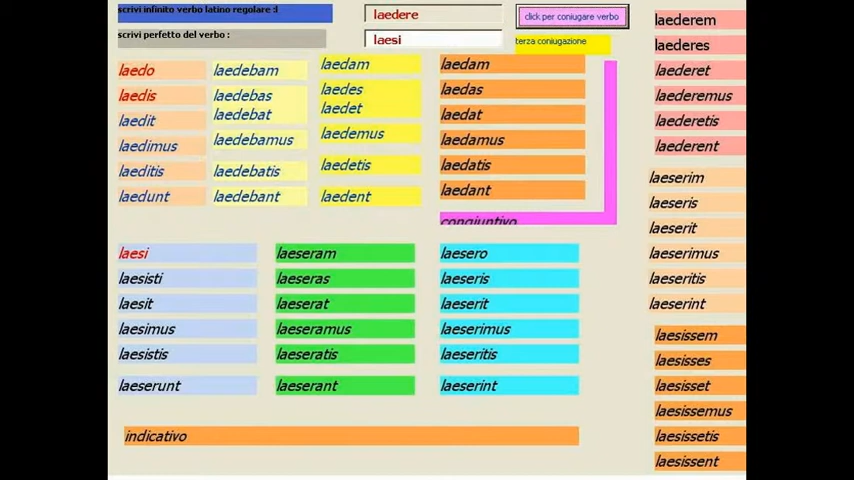 scrivi infinito verbo latino regolare :l
laedere
click per coniugare verbo
scrivi perfetto del verbo :
laesi
terza coniugazione
laedo
laedis
laedit
laedimus
laeditis
laedunt
laedebam
laedebas
laedebat
laedebamus
laedebatis
laedebant
laedam
laedes
laedet
laedemus
laedetis
laedent
laedam
laedas
laedat
laedamus
laedatis
laedant
congiuntivo
laederem
laederes
laederet
laederemus
laederetis
laederent
laeserim
laeseris
laeserit
laeserimus
laeseritis
laeserint
laesissem
laesisses
laesisset
laesissemus
laesissetis
laesissent
laesi
laesisti
laesit
laesimus
laesistis
laeserunt
laeseram
laeseras
laeserat
laeseramus
laeseratis
laeserant
laesero
laeseris
laeserit
laeserimus
laeseritis
laeserint
indicativo